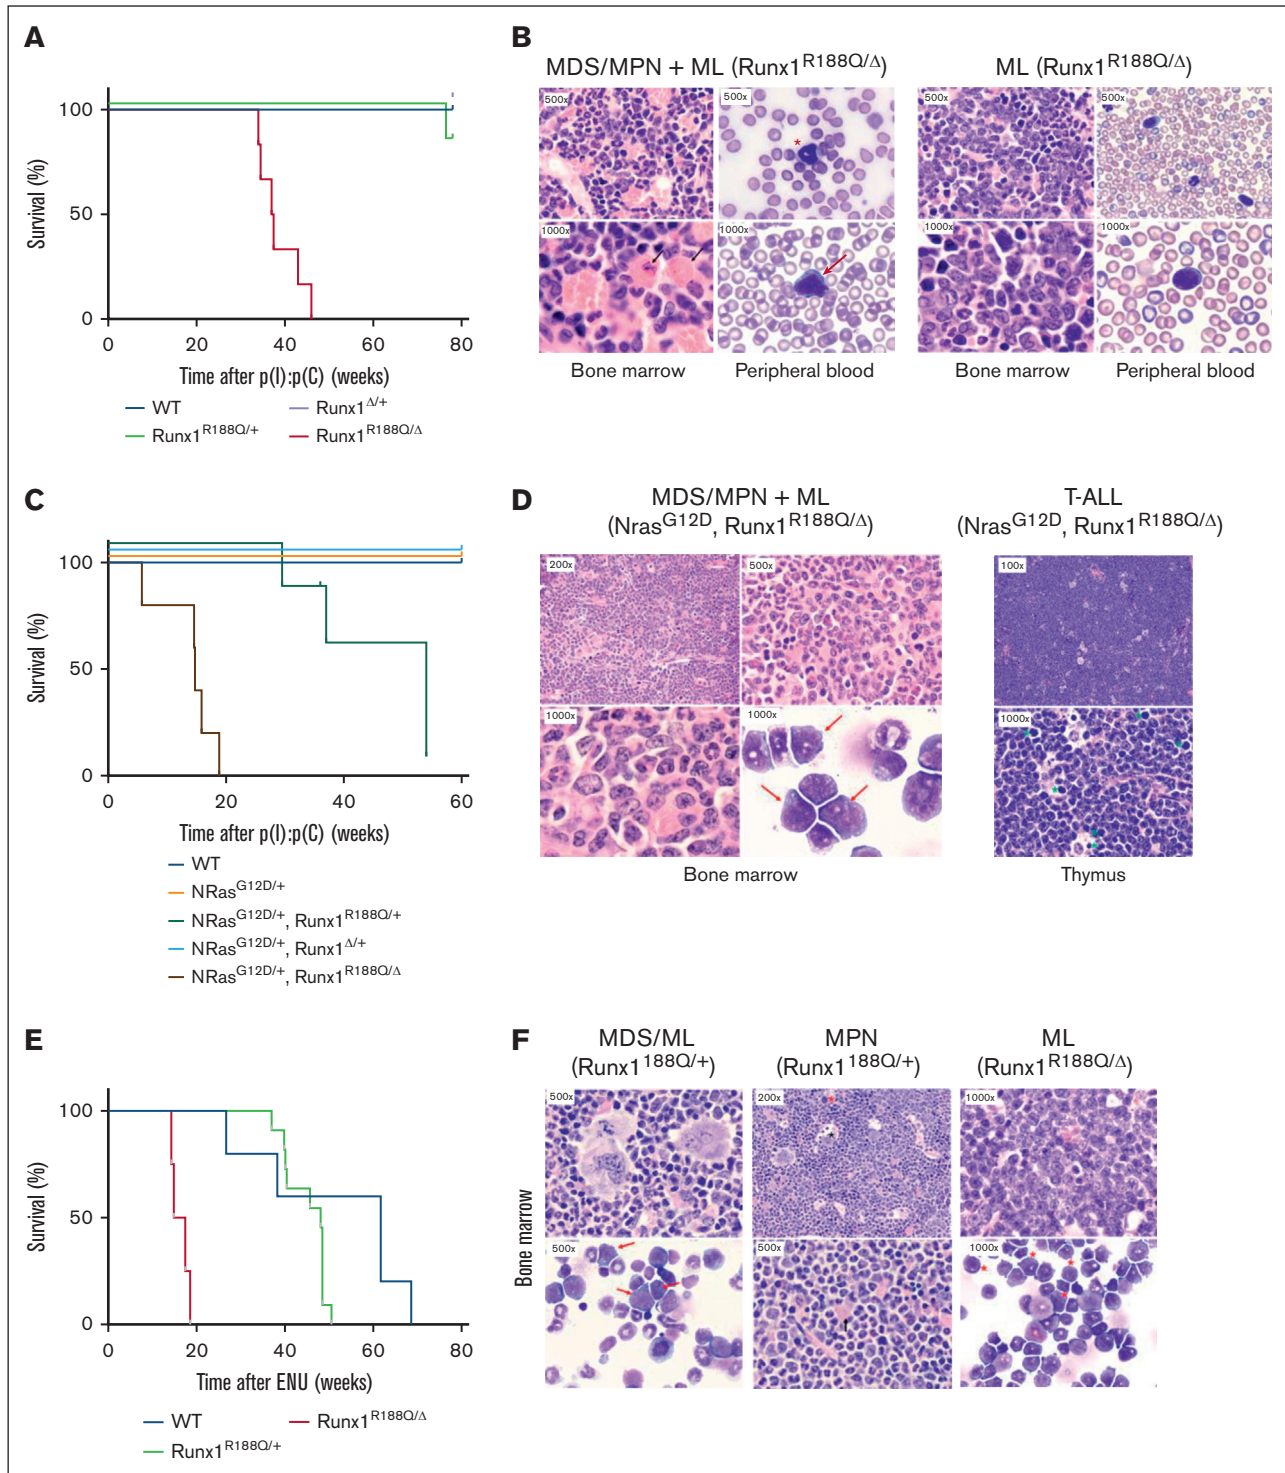 A
Survival (%)
100
50
0
0 20 40 60 80
Time after p(I):p(C) (weeks)
WT
Runx1Δ/+
Runx1R188Q/+
Runx1R188Q/Δ
B
MDS/MPN + ML (Runx1R188Q/Δ)
ML (Runx1R188Q/Δ)
500x
500x
500x
500x
*
1000x
1000x
1000x
1000x
Bone marrow
Peripheral blood
Bone marrow
Peripheral blood
C
Survival (%)
100
50
0
0 20 40 60
Time after p(I):p(C) (weeks)
WT
NRasG12D/+
NRasG12D/+, Runx1R188Q/+
NRasG12D/+, Runx1Δ/+
NRasG12D/+, Runx1R188Q/Δ
D
MDS/MPN + ML
(NrasG12D, Runx1R188Q/Δ)
T-ALL
(NrasG12D, Runx1R188Q/Δ)
200x
500x
100x
1000x
1000x
1000x
Bone marrow
Thymus
E
Survival (%)
100
50
0
0 20 40 60 80
Time after ENU (weeks)
WT
Runx1R188Q/Δ
Runx1R188Q/+
F
MDS/ML
(Runx1188Q/+)
MPN
(Runx1188Q/+)
ML
(Runx1R188Q/Δ)
Bone marrow
500x
200x
1000x
500x
500x
1000x